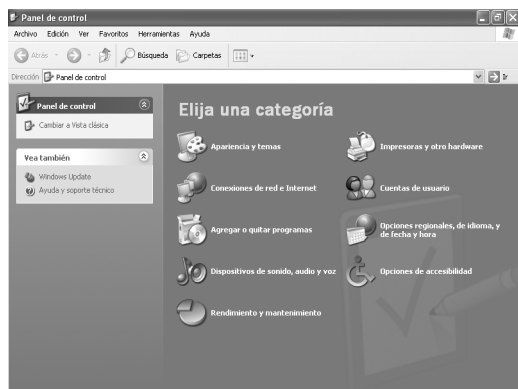 Panel de control
Archivo Edición Ver Favoritos Herramientas Ayuda
Atrás Búsqueda Carpetas
Dirección Panel de control Ir
Panel de control
Cambiar a Vista clásica
Vea también
Windows Update
Ayuda y soporte técnico
Elija una categoría
Apariencia y temas
Impresoras y otro hardware
Conexiones de red e Internet
Cuentas de usuario
Agregar o quitar programas
Opciones regionales, de idioma, y
de fecha y hora
Dispositivos de sonido, audio y voz
Opciones de accesibilidad
Rendimiento y mantenimiento